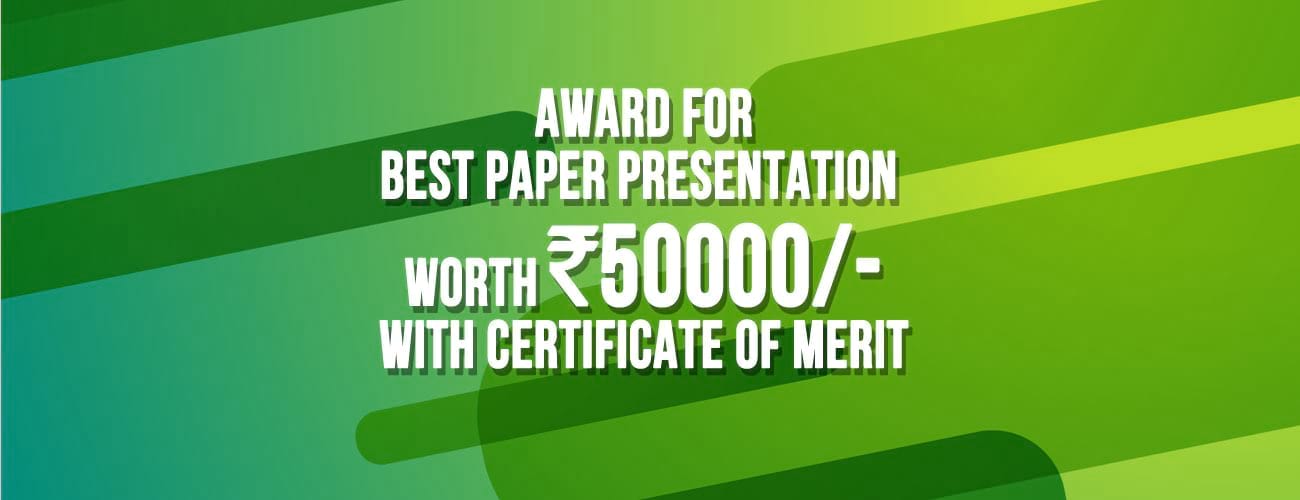 AWARD FOR
BEST PAPER PRESENTATION
WORTH ₹50000/-
WITH CERTIFICATE OF MERIT